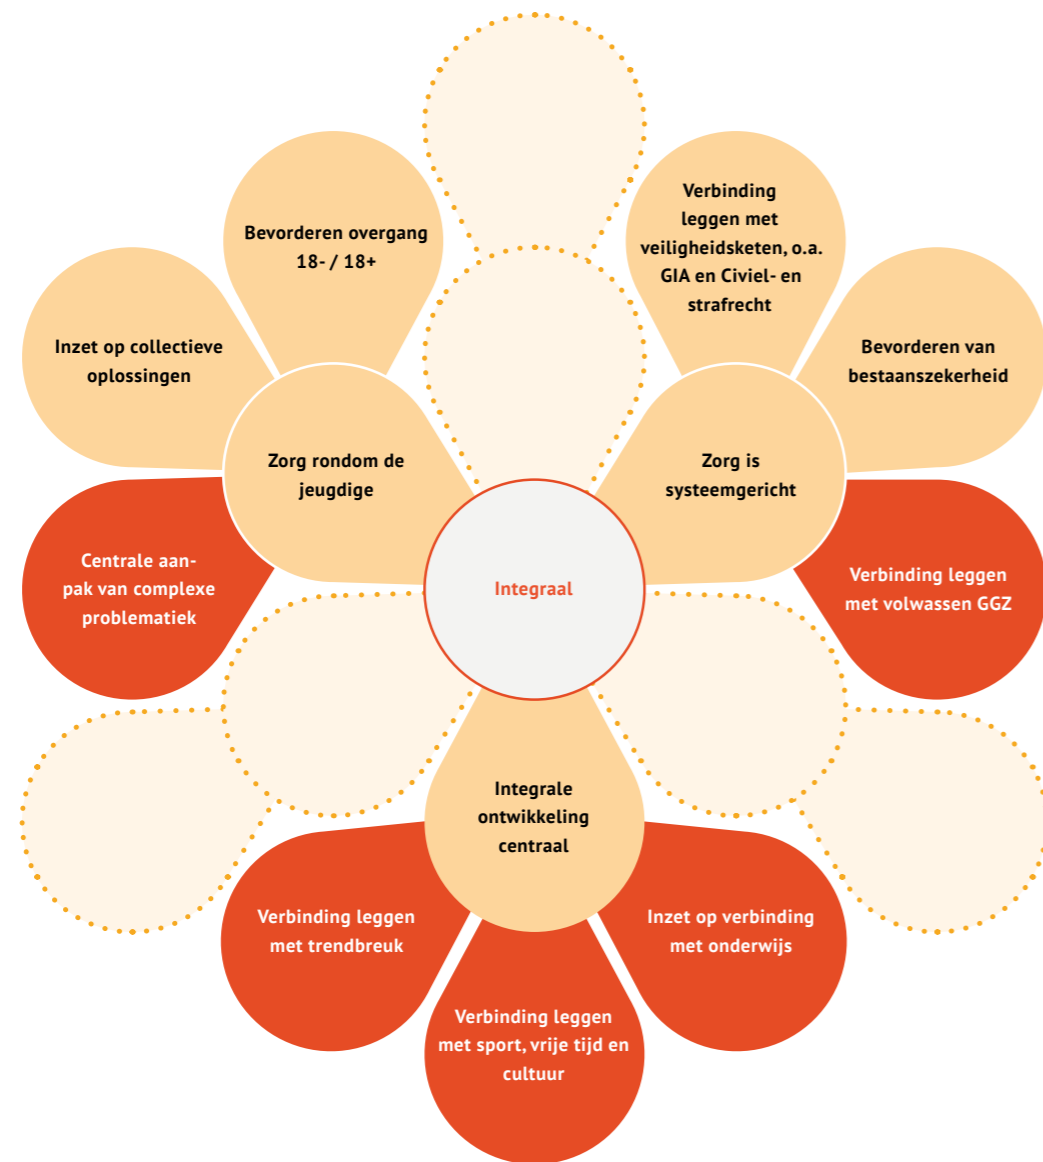 Verbinding
leggen met
veiligheidsketen, o.a.
GIA en Civiel- en
strafrecht
Bevorderen overgang
18- / 18+
Inzet op collectieve
oplossingen
Bevorderen van
bestaanszekerheid
Zorg rondom de
jeugdige
Zorg is
systeemgericht
Centrale aan-
pak van complexe
problematiek
Integraal
Verbinding leggen
met volwassen GGZ
Integrale
ontwikkeling
centraal
Verbinding leggen
met trendbreuk
Inzet op verbinding
met onderwijs
Verbinding leggen
met sport, vrije tijd en
cultuur